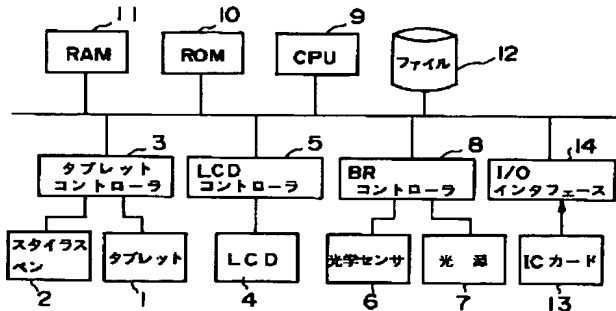 11
10
9
RAM
ROM
CPU
ファイル
12
3
5
8
14
タブレット
コントローラ
LCD
コントローラ
BR
コントローラ
I/O
インタフェース
スタイラス
ペン
タブレット
LCD
光学センサ
光源
ICカード
2
1
4
6
7
13